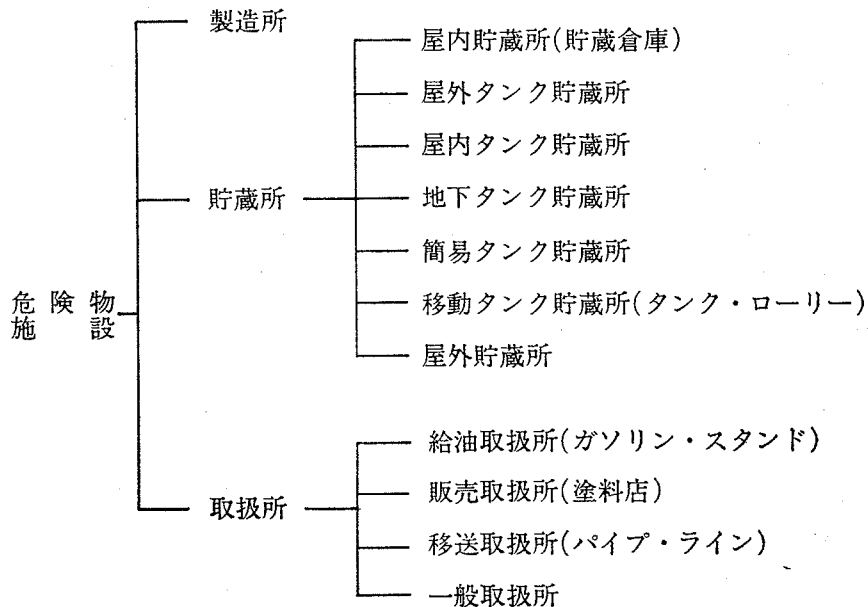 製造所
屋内貯蔵所(貯蔵倉庫)
屋外タンク貯蔵所
屋内タンク貯蔵所
貯蔵所
地下タンク貯蔵所
簡易タンク貯蔵所
危険物
施設
移動タンク貯蔵所(タンク・ローリー)
屋外貯蔵所
給油取扱所(ガソリン・スタンド)
販売取扱所(塗料店)
取扱所
移送取扱所(パイプ・ライン)
一般取扱所